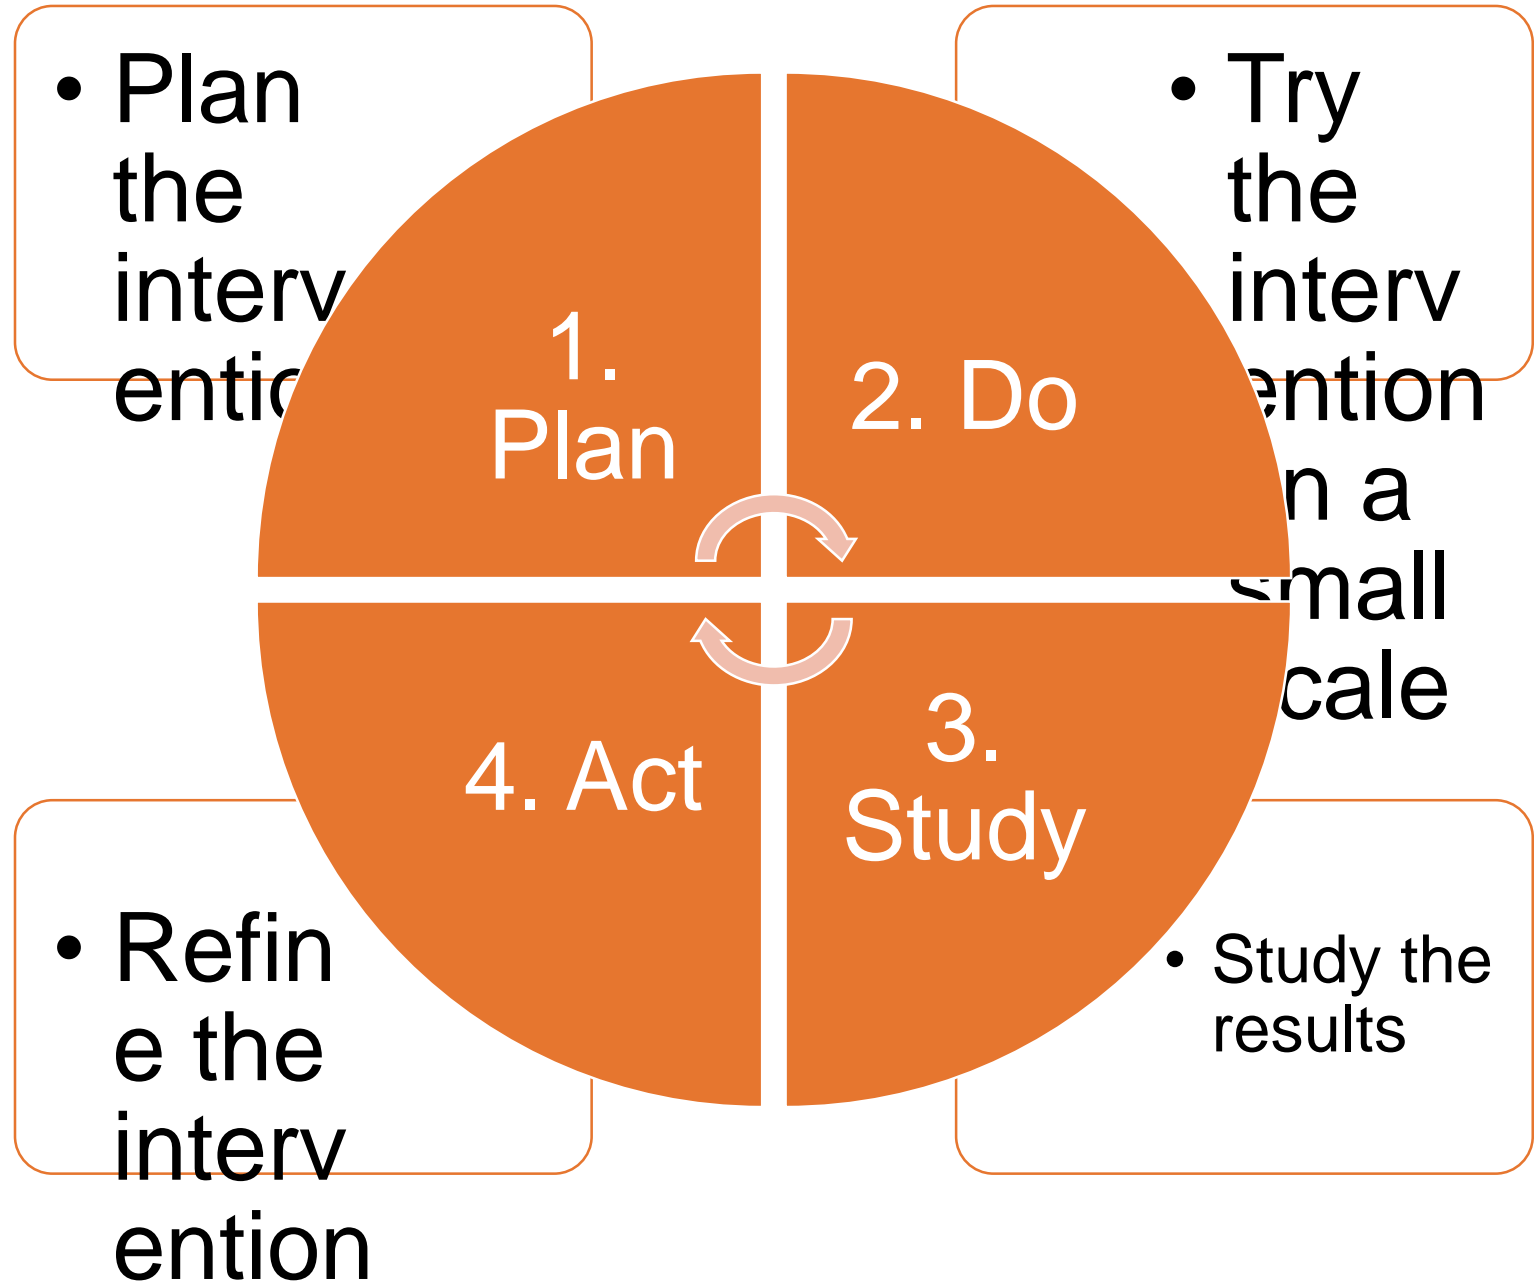 • Plan
the
interv
entio
1.
Plan
• Try
the
interv
ention
n a
small
cale
2. Do
3.
Study
• Study the
results
4. Act
• Refin
e the
interv
ention